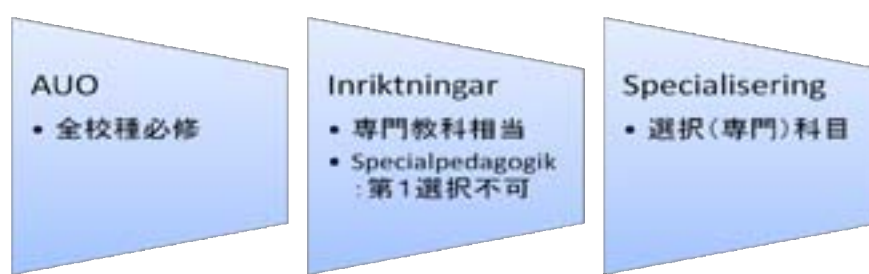 AUO
• 全校種必修
Inriktningar
• 専門教科相当
• Specialpedagogik
:第1選択不可
Specialisering
• 選択(専門)科目